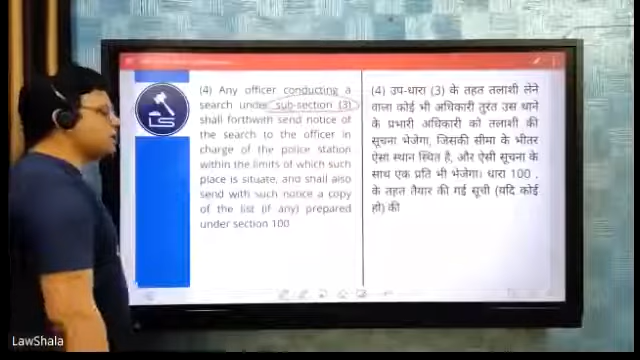 (4) Any officer conducting a
search under sub-section (3)
shall forthwith send notice of
the search to the officer in
charge of the police station
within the limits of which such
place is situate, and shall also
send with such notice a copy
of the list (if any) prepared
under section 100
(4) उप-धारा (3) के तहत तलाशी लेने
वाला कोई भी अधिकारी तुरंत उस थाने
के प्रभारी अधिकारी को तलाशी की
सूचना भेजेगा, जिसकी सीमा के भीतर
ऐसा स्थान स्थित है, और ऐसी सूचना के
साथ एक प्रति भी भेजेगा। धारा 100 .
के तहत तैयार की गई सूची (यदि कोई
हो) की
LS
LawShala